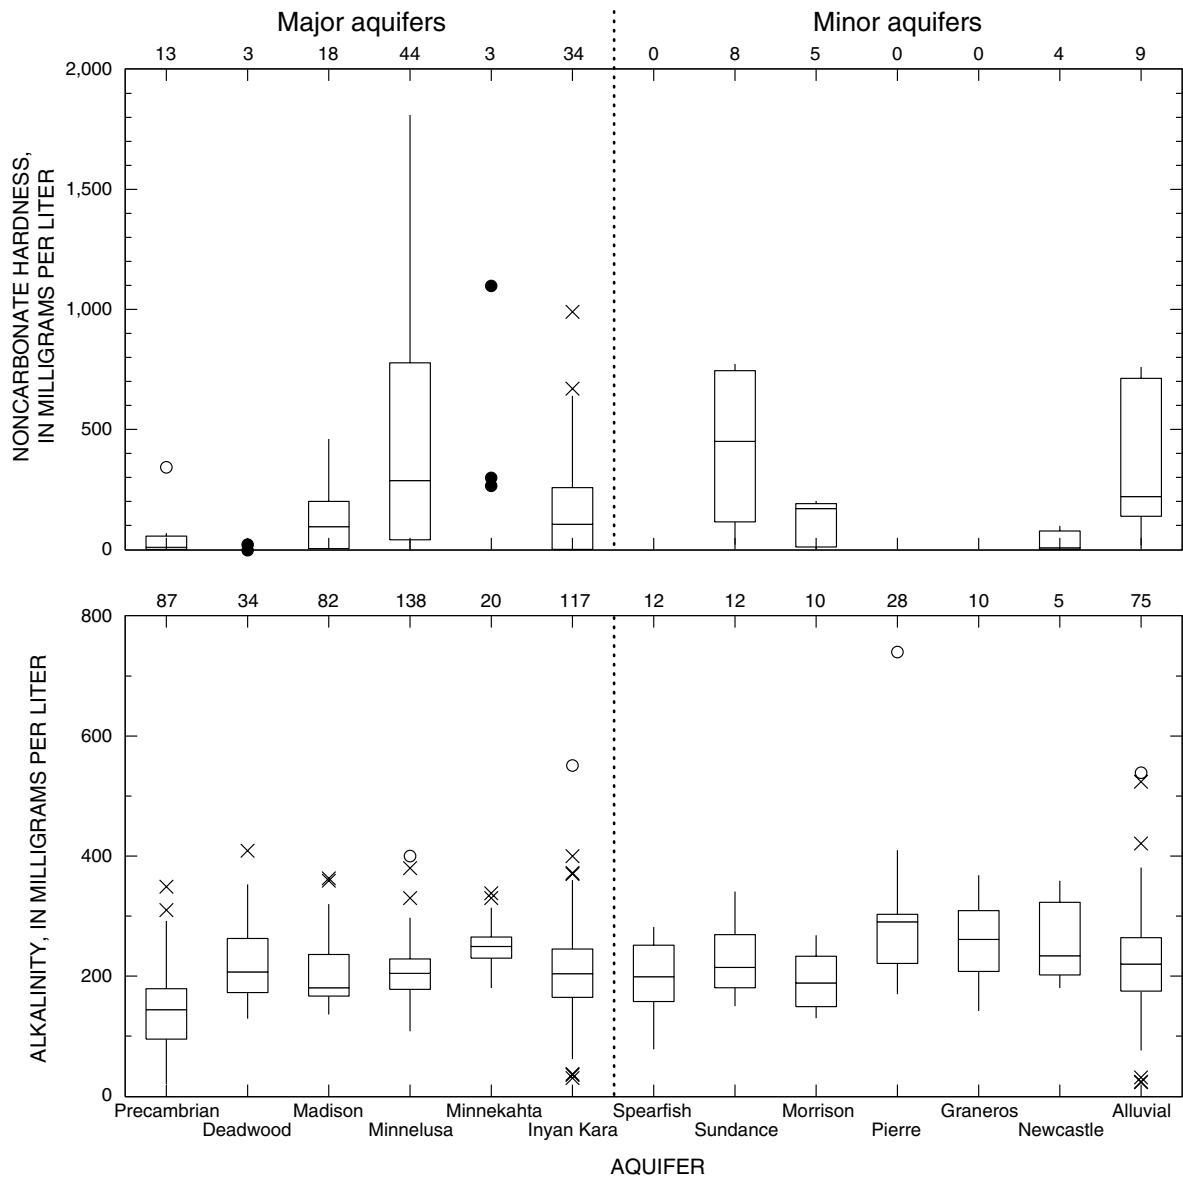 Major aquifers Minor aquifers
13 3 18 44 3 34 0 8 5 0 0 4 9
2,000
1,500
1,000
500
0
NONCARBONATE HARDNESS,
IN MILLIGRAMS PER LITER
87 34 82 138 20 117 12 12 10 28 10 5 75
800
600
400
200
0
ALKALINITY, IN MILLIGRAMS PER LITER
Precambrian Madison Minnekahta Spearfish Morrison Graneros Alluvial
Deadwood Minnelusa Inyan Kara Sundance Pierre Newcastle
AQUIFER